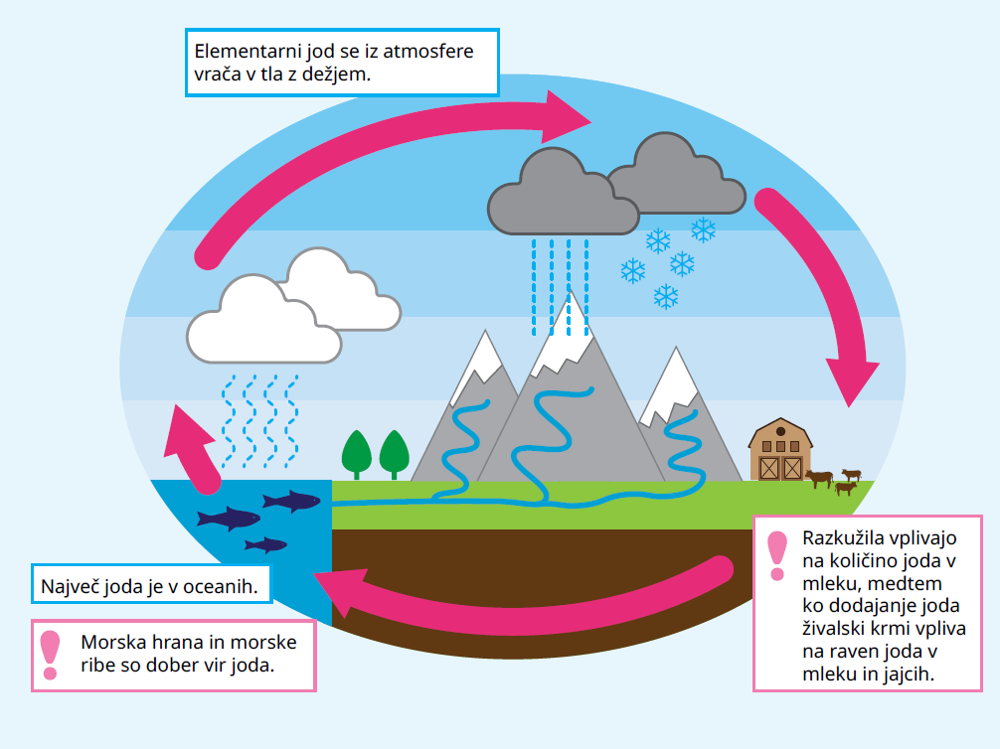 Elementarni jod se iz atmosfere
vrača v tla z dežjem.
Največ joda je v oceanih.
Morska hrana in morske
ribe so dober vir joda.
Razkužila vplivajo
na količino joda v
mleku, medtem
ko dodajanje joda
živalski krmi vpliva
na raven joda v
mleku in jajcih.